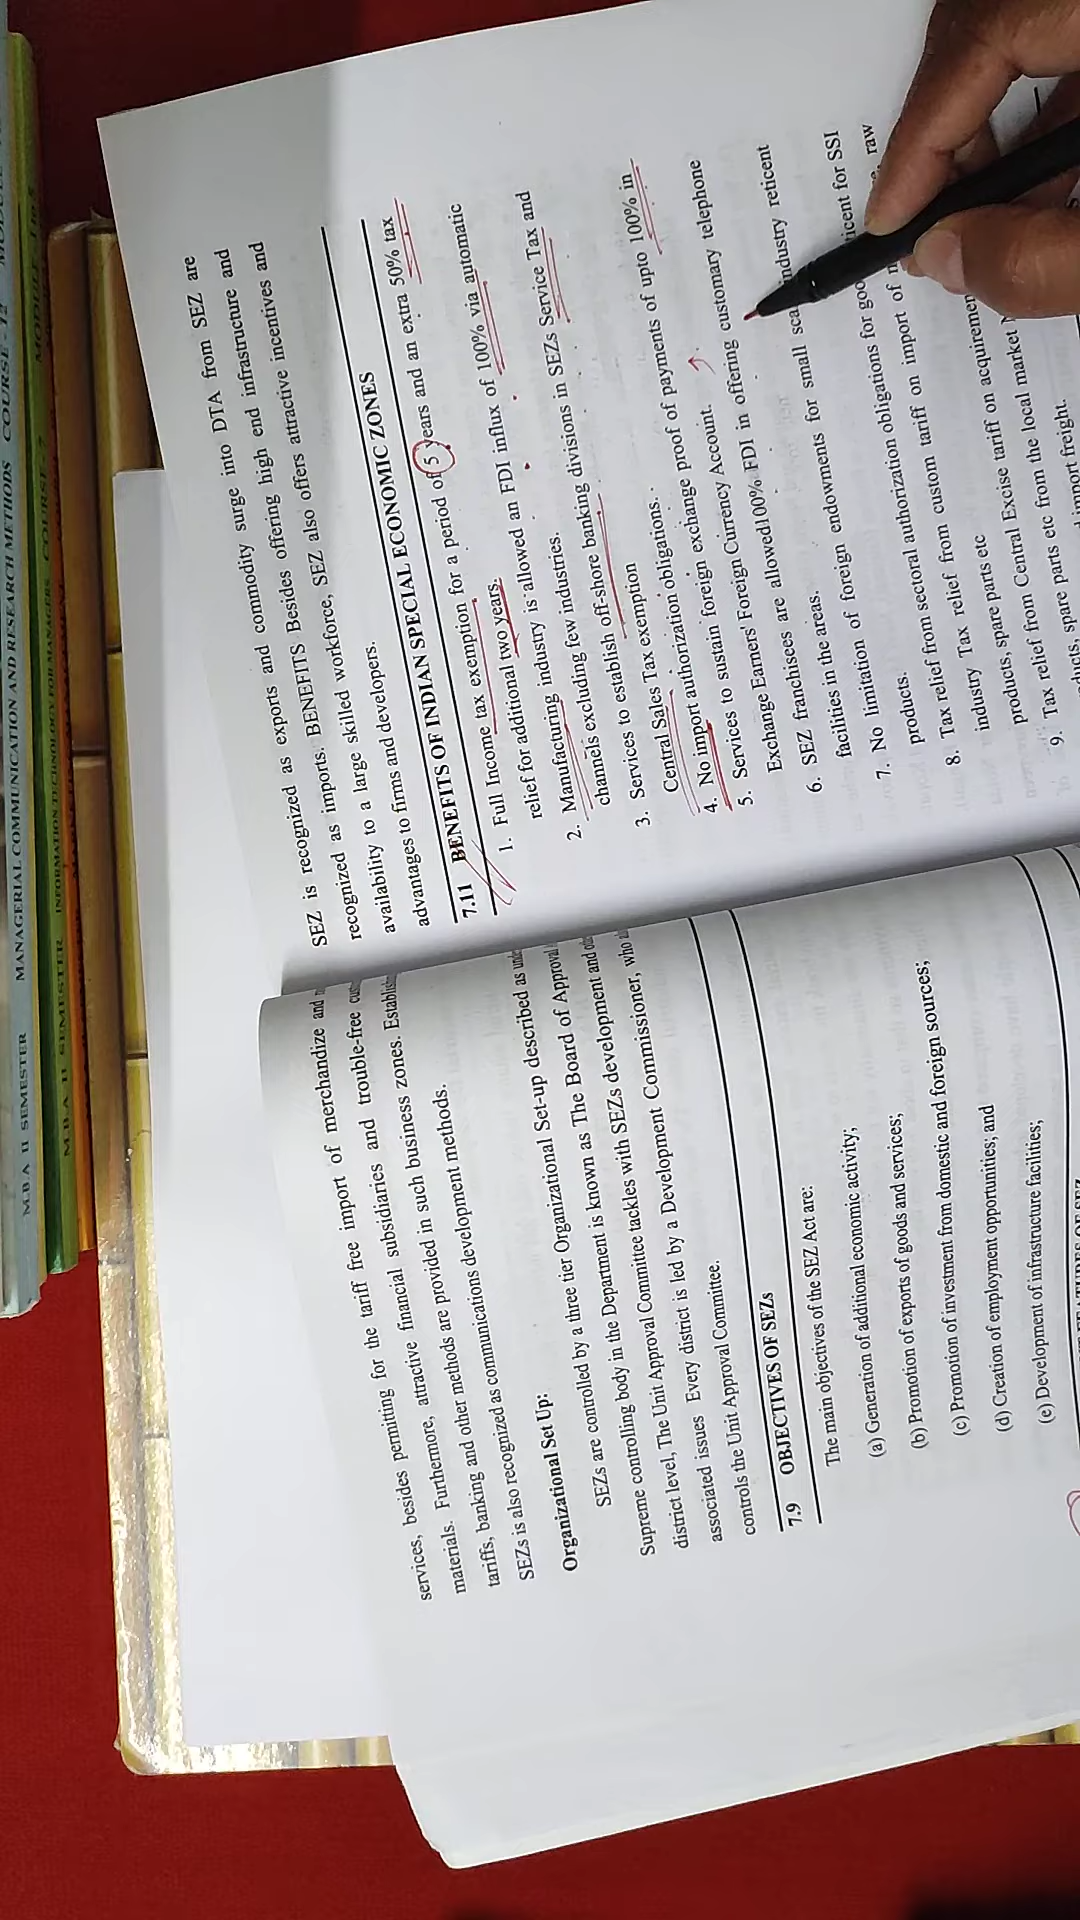 M.B.A II SEMESTER MANAGERIAL COMMUNICATION AND RESEARCH METHODS COURSE - 12
M.B.A II SEMESTER INFORMATION TECHNOLOGY FOR MANAGERS COURSE
services, besides permitting for the tariff free import of merchandize and
materials. Furthermore, attractive financial subsidiaries and trouble-free
tariffs, banking and other methods are provided in such business zones.
SEZs is also recognized as communications development methods.
Organizational Set Up:
SEZs are controlled by a three tier Organizational Set-up described as
Supreme controlling body in the Department is known as The Board of Approval
district level, The Unit Approval Committee tackles with SEZs development and
associated issues Every district is led by a Development Commissioner, who
controls the Unit Approval Committee.
7.9 OBJECTIVES OF SEZs
The main objectives of the SEZ Act are:
(a) Generation of additional economic activity;
(b) Promotion of exports of goods and services;
(c) Promotion of investment from domestic and foreign sources;
(d) Creation of employment opportunities; and
(e) Development of infrastructure facilities;
SEZ is recognized as exports and commodity surge into DTA from SEZ are
recognized as imports. BENEFITS Besides offering high end infrastructure and
availability to a large skilled workforce, SEZ also offers attractive incentives and
advantages to firms and developers.
7.11 BENEFITS OF INDIAN SPECIAL ECONOMIC ZONES
1. Full Income tax exemption for a period of 5 years and an extra 50% tax
relief for additional two years.
2. Manufacturing industry is allowed an FDI influx of 100% via automatic
channels excluding few industries.
3. Services to establish off-shore banking divisions in SEZs Service Tax and
Central Sales Tax exemption
4. No import authorization obligations.
5. Services to sustain foreign exchange proof of payments of upto 100% in
Exchange Earners' Foreign Currency Account.
6. SEZ franchisees are allowed100% FDI in offering customary telephone
facilities in the areas.
7. No limitation of foreign endowments for small industry reticent
products.
8. Tax relief from sectoral authorization obligations for ticent for SSI
industry Tax relief from custom tariff on import of raw
products, spare parts etc
9. Tax relief from Central Excise tariff on
spare parts etc from the local market
import freight.